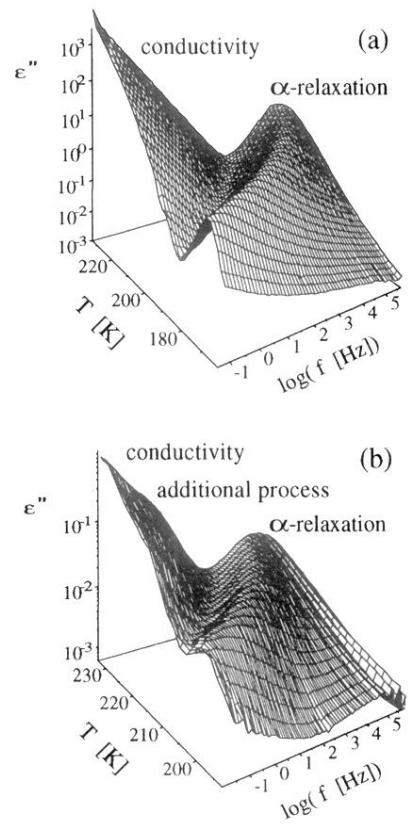 (a)
conductivity
10³
ε''
α-relaxation
10²
10¹
10⁰
10⁻¹
10⁻²
10⁻³
220
200
180
T [K]
-1 0 1 2 3 4 5
log( f [Hz])
(b)
conductivity
additional process
ε''
α-relaxation
10⁻¹
10⁻²
10⁻³
230
220
210
200
T [K]
-1 0 1 2 3 4 5
log( f [Hz])